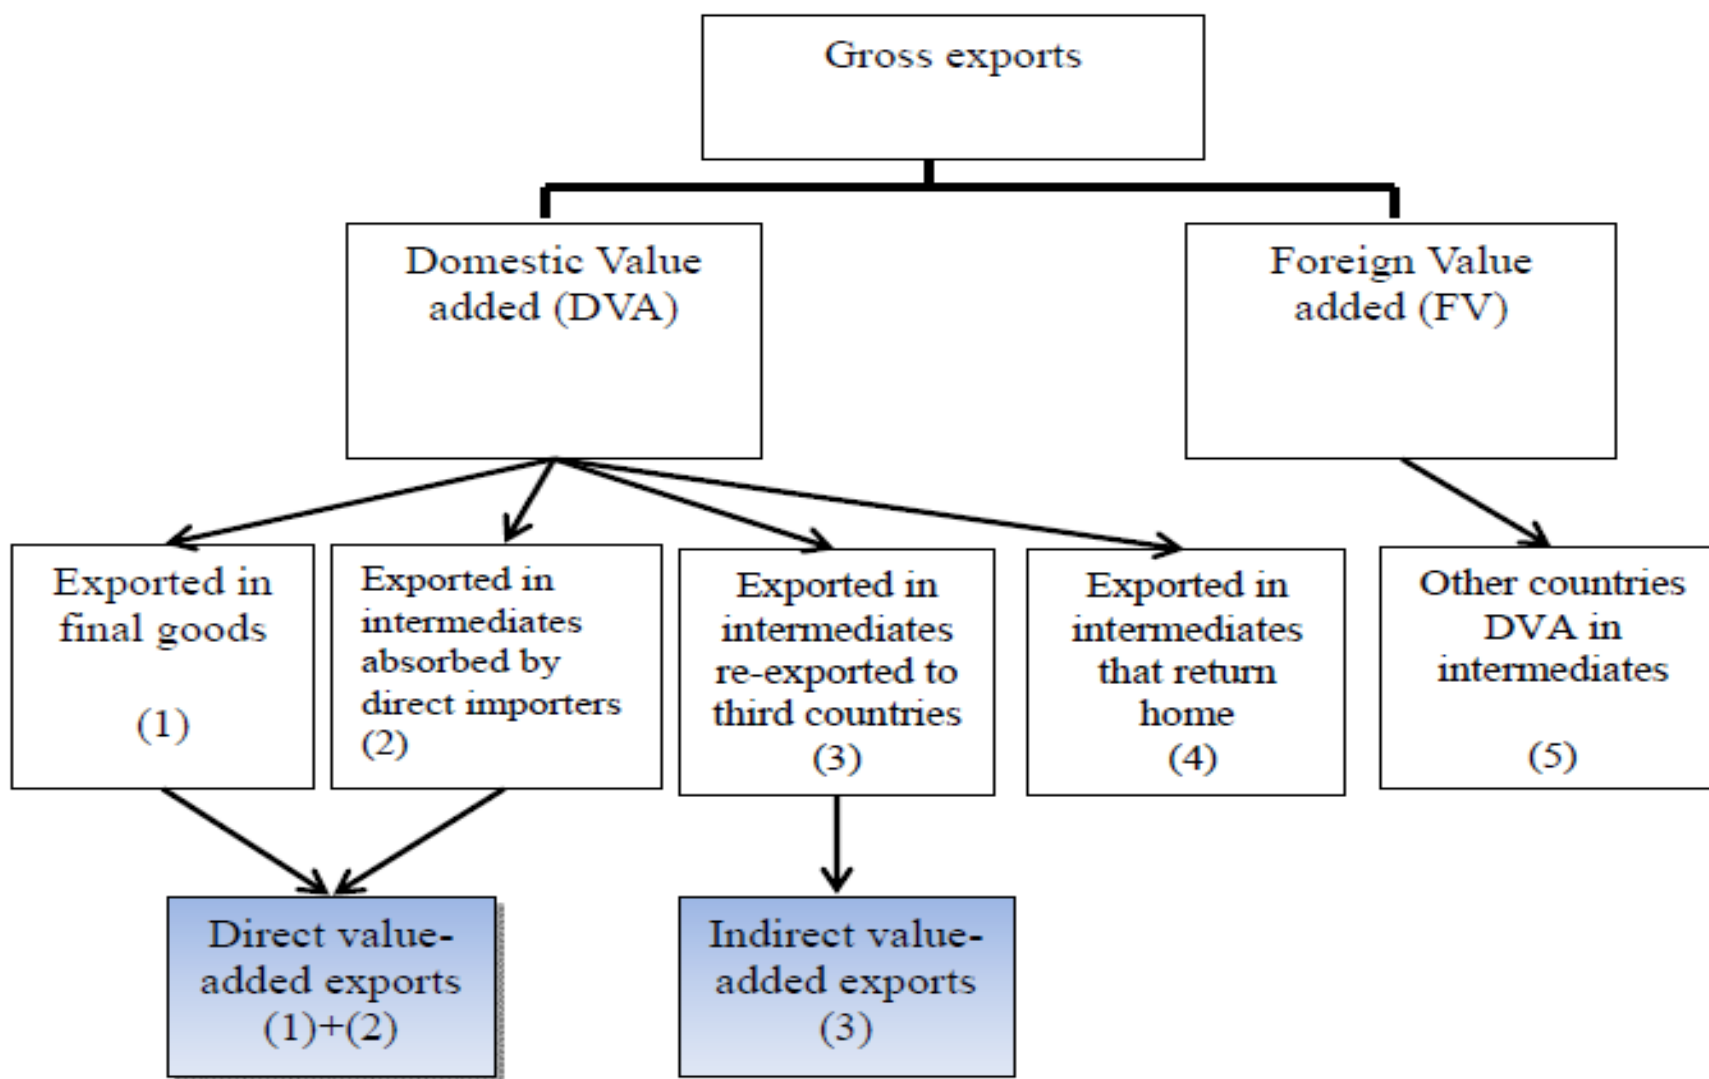 Gross exports
Domestic Value
added (DVA)
Foreign Value
added (FV)
Exported in
final goods
(1)
Exported in
intermediates
absorbed by
direct importers
(2)
Exported in
intermediates
re-exported to
third countries
(3)
Exported in
intermediates
that return
home
(4)
Other countries
DVA in
intermediates
(5)
Direct value-
added exports
(1)+(2)
Indirect value-
added exports
(3)